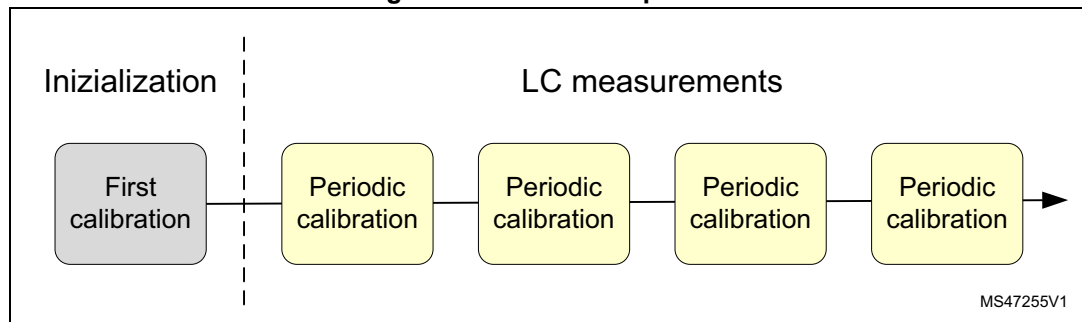 Inizialization
LC measurements
First
calibration
Periodic
calibration
Periodic
calibration
Periodic
calibration
Periodic
calibration
MS47255V1